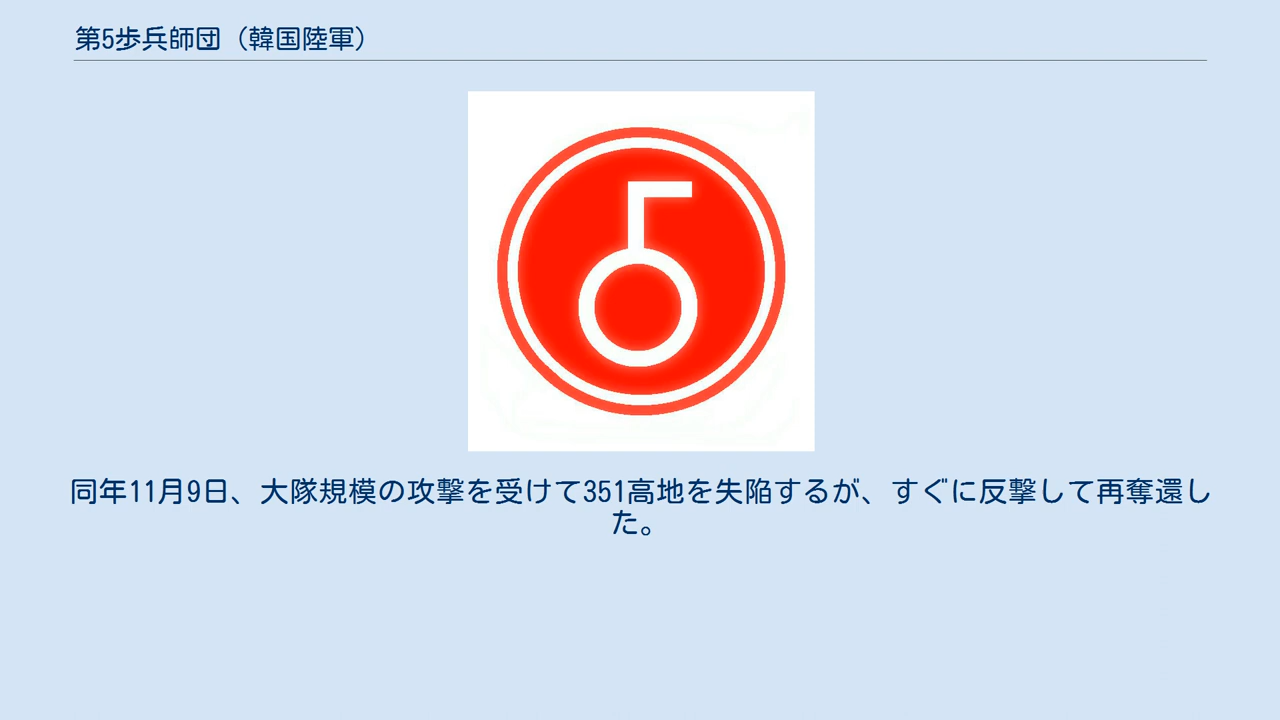 第5歩兵師団（韓国陸軍）
同年11月9日、大隊規模の攻撃を受けて351高地を失陥するが、すぐに反撃して再奪還し
た。